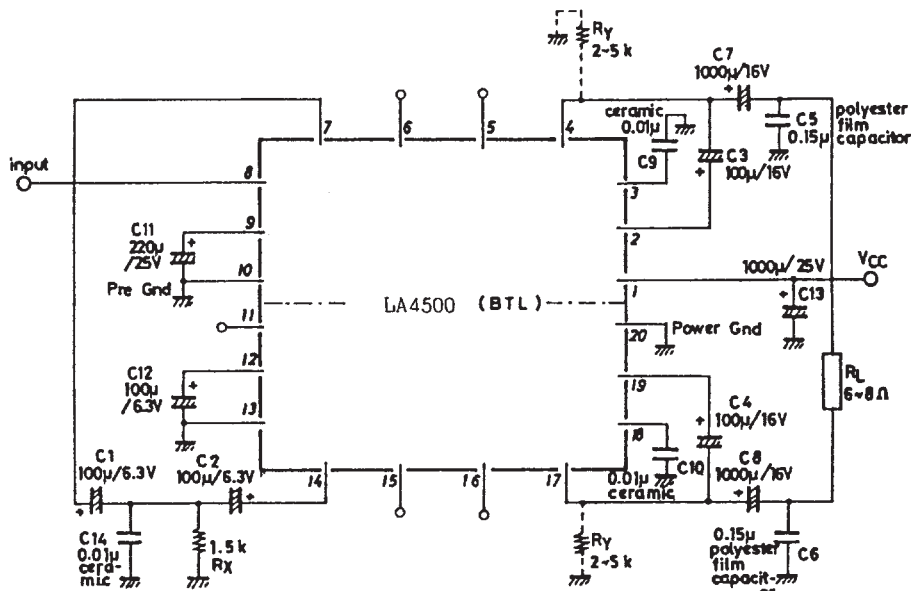 RY
2~5 k
C7
1000μ/16V
ceramic
0.01μ
C9
C5
0.15μ
polyester
film
capacitor
C3
100μ/16V
7
6
5
4
input
8
3
9
2
C11
220μ
/25V
10
Pre Gnd
1
1000μ/25V
VCC
C13
LA4500 (BTL)
11
20
Power Gnd
12
19
C12
100μ
/6.3V
13
18
C4
100μ/16V
RL
6~8Ω
C1
100μ/6.3V
C2
100μ/6.3V
14
15
16
17
0.01μ
ceramic
C10
C8
1000μ/16V
C14
0.01μ
cera-
mic
1.5k
RX
RY
2~5 k
0.15μ
polyester
film
capacit-
C6